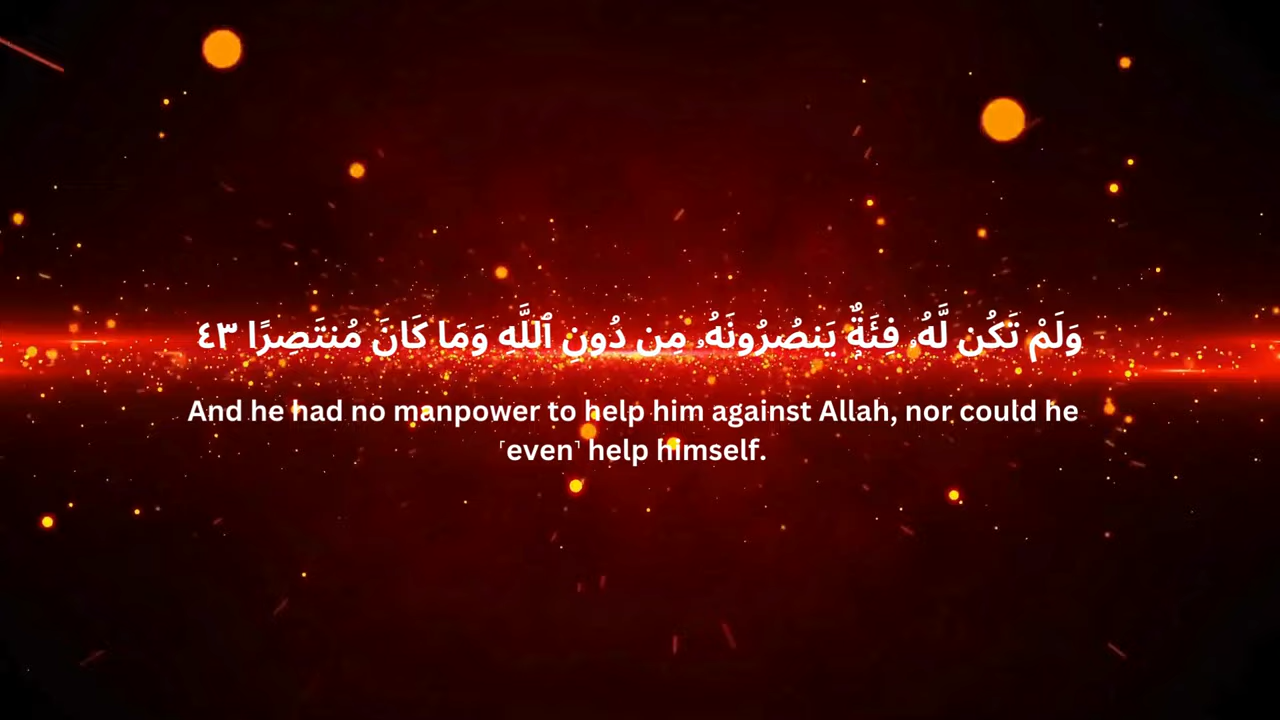 وَلَمْ تَكُن لَّهُۥ فِئَةٌۭ يَنصُرُونَهُۥ مِن دُونِ ٱللَّهِ وَمَا كَانَ مُنتَصِرًا ٤٣
And he had no manpower to help him against Allah, nor could he
˹even˺ help himself.